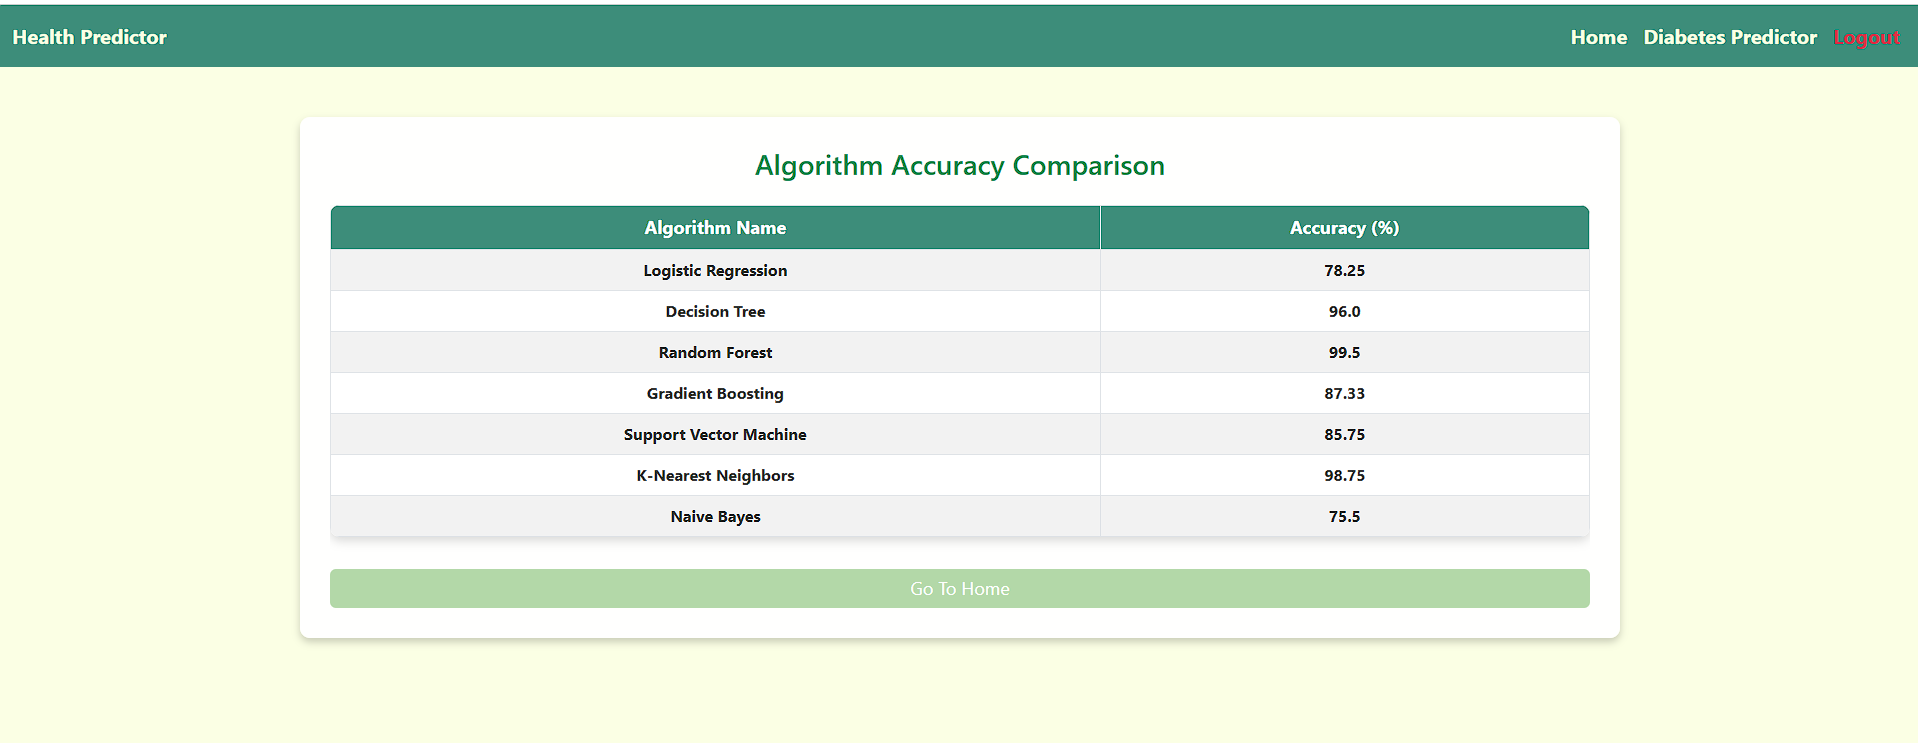 Health Predictor Home Diabetes Predictor Logout
Algorithm Accuracy Comparison
Algorithm Name Accuracy (%)
Logistic Regression 78.25
Decision Tree 96.0
Random Forest 99.5
Gradient Boosting 87.33
Support Vector Machine 85.75
K-Nearest Neighbors 98.75
Naive Bayes 75.5
Go To Home